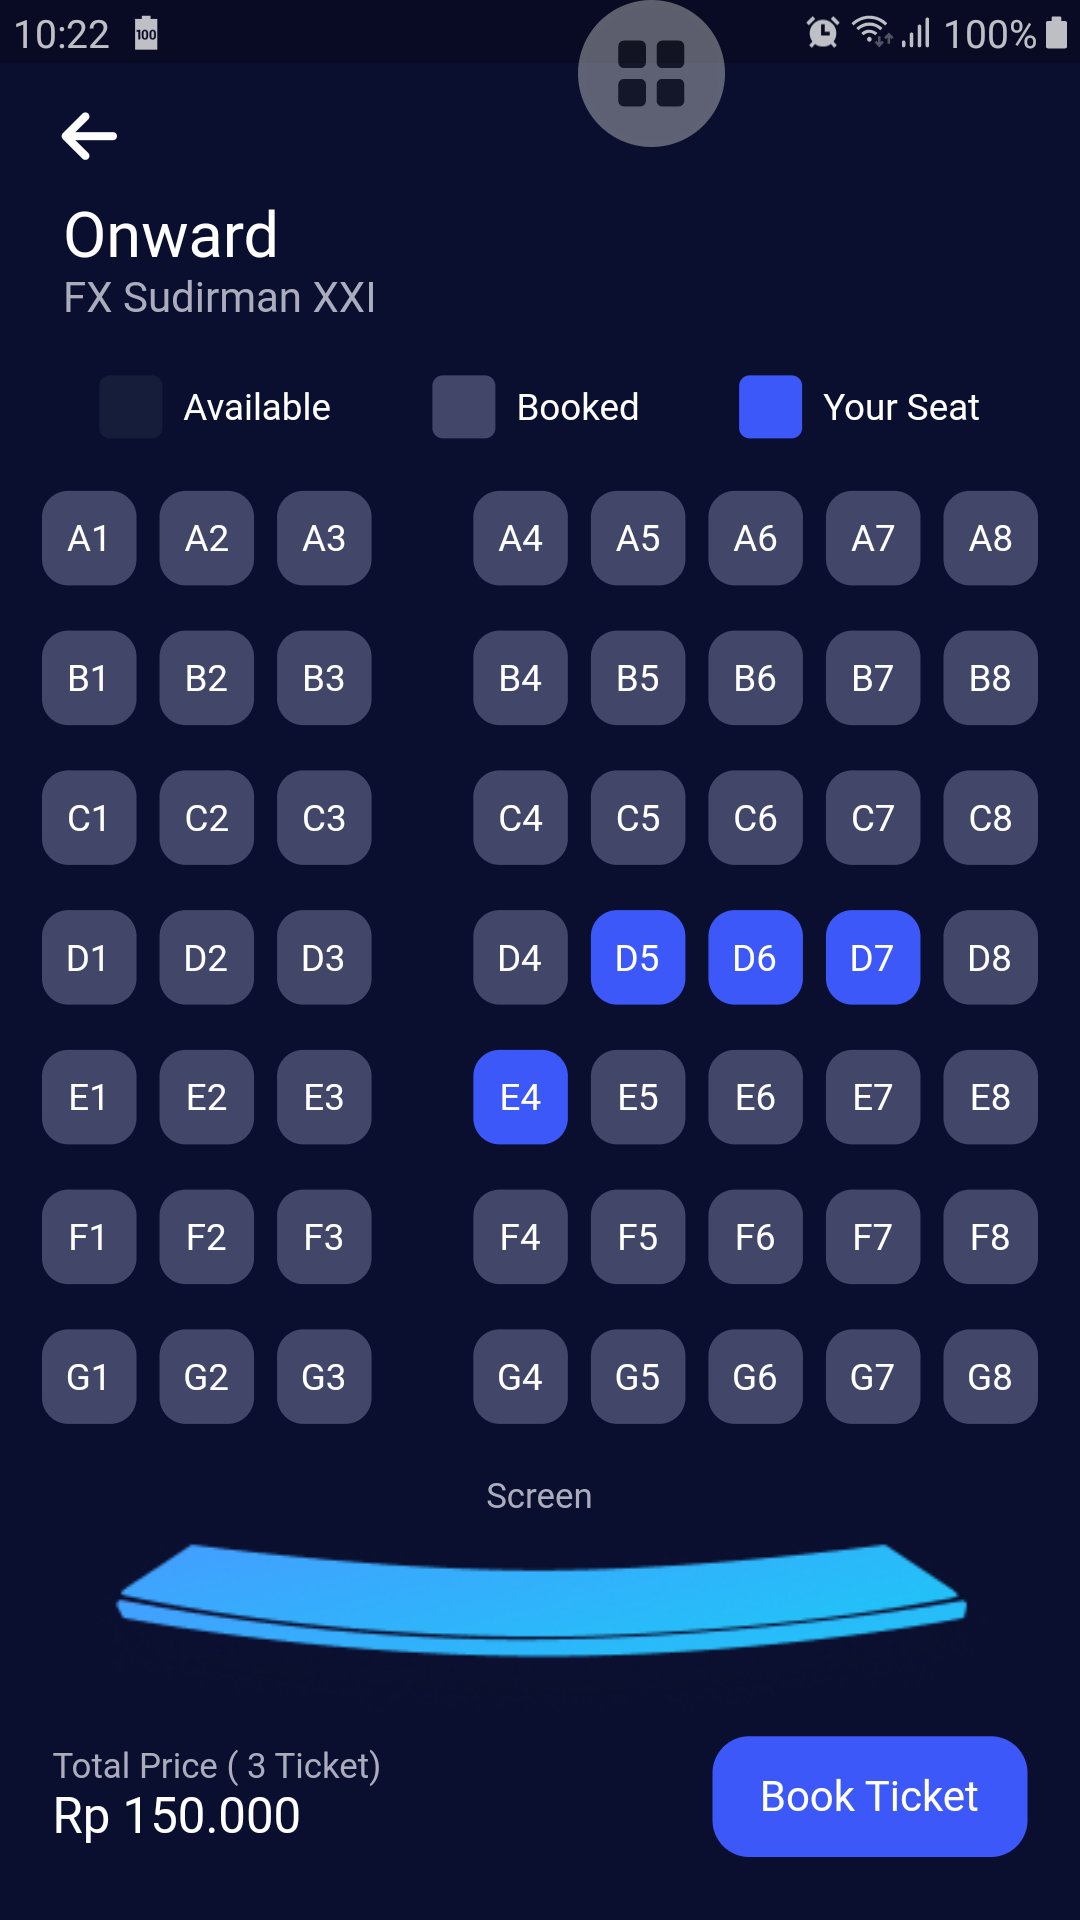 10:22 100 100%
Onward
FX Sudirman XXI
Available Booked Your Seat
A1 A2 A3 A4 A5 A6 A7 A8
B1 B2 B3 B4 B5 B6 B7 B8
C1 C2 C3 C4 C5 C6 C7 C8
D1 D2 D3 D4 D5 D6 D7 D8
E1 E2 E3 E4 E5 E6 E7 E8
F1 F2 F3 F4 F5 F6 F7 F8
G1 G2 G3 G4 G5 G6 G7 G8
Screen
Total Price ( 3 Ticket)
Rp 150.000
Book Ticket